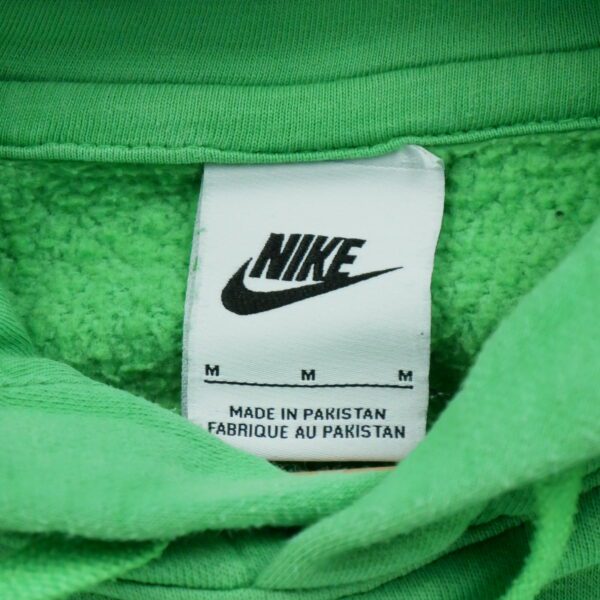 NIKE
M M M
MADE IN PAKISTAN
FABRIQUE AU PAKISTAN